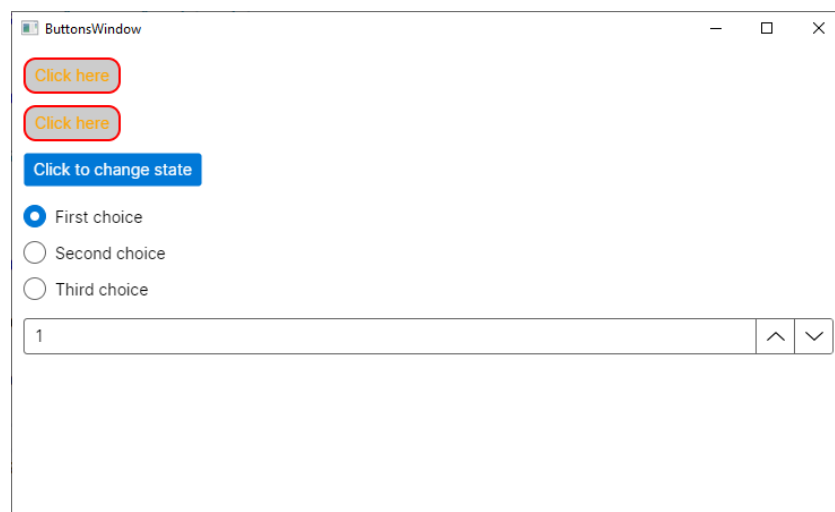 ButtonsWindow
Click here
Click here
Click to change state
First choice
Second choice
Third choice
1